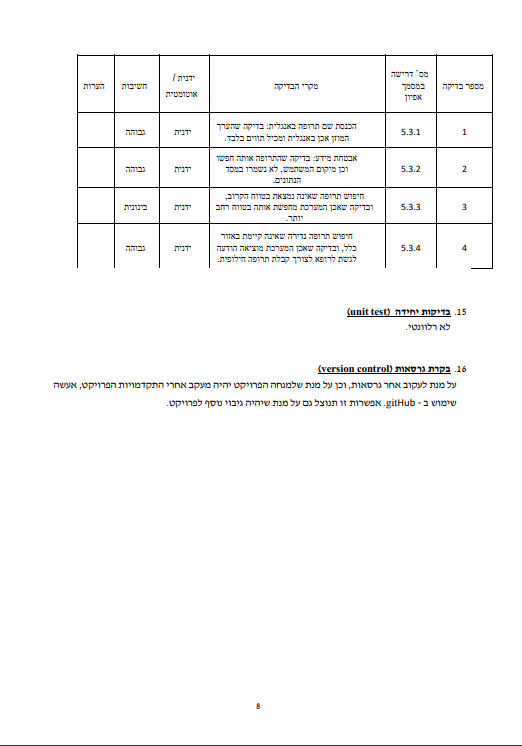 מספר בדיקה
מס' דרישה
במסמך
אפיון
מקרי הבדיקה
ידנית /
אוטומטית
חשיבות
הערות
1
5.3.1
הכנסת שם תרופה באנגלית: בדיקה שהערך
המוזן אכן באנגלית ומכיל תווים בלבד.
ידנית
גבוהה
2
5.3.2
אבטחת מידע: בדיקה שהתרופה אותה חפשו
וכן מיקום המשתמש, לא נשמרו במסד
הנתונים.
ידנית
גבוהה
3
5.3.3
חיפוש תרופה שאינה נמצאת בטווח הקרוב,
ובדיקה שאכן המערכת מחפשת אותה בטווח רחב
יותר.
ידנית
בינונית
4
5.3.4
חיפוש תרופה נדירה שאינה קיימת באזור
כלל, ובדיקה שאכן המערכת מוציאה הודעה
לגשת לרופא לצורך קבלת תרופה חילופית.
ידנית
גבוהה
15. בדיקות יחידה (unit test)
לא רלוונטי.
16. בקרת גרסאות (version control)
על מנת לעקוב אחר גרסאות, וכן על מנת שלמנחה הפרויקט יהיה מעקב אחרי התקדמויות הפרויקט, אעשה
שימוש ב - gitHub. אפשרות זו תנוצל גם על מנת שיהיה גיבוי נוסף לפרויקט.
8